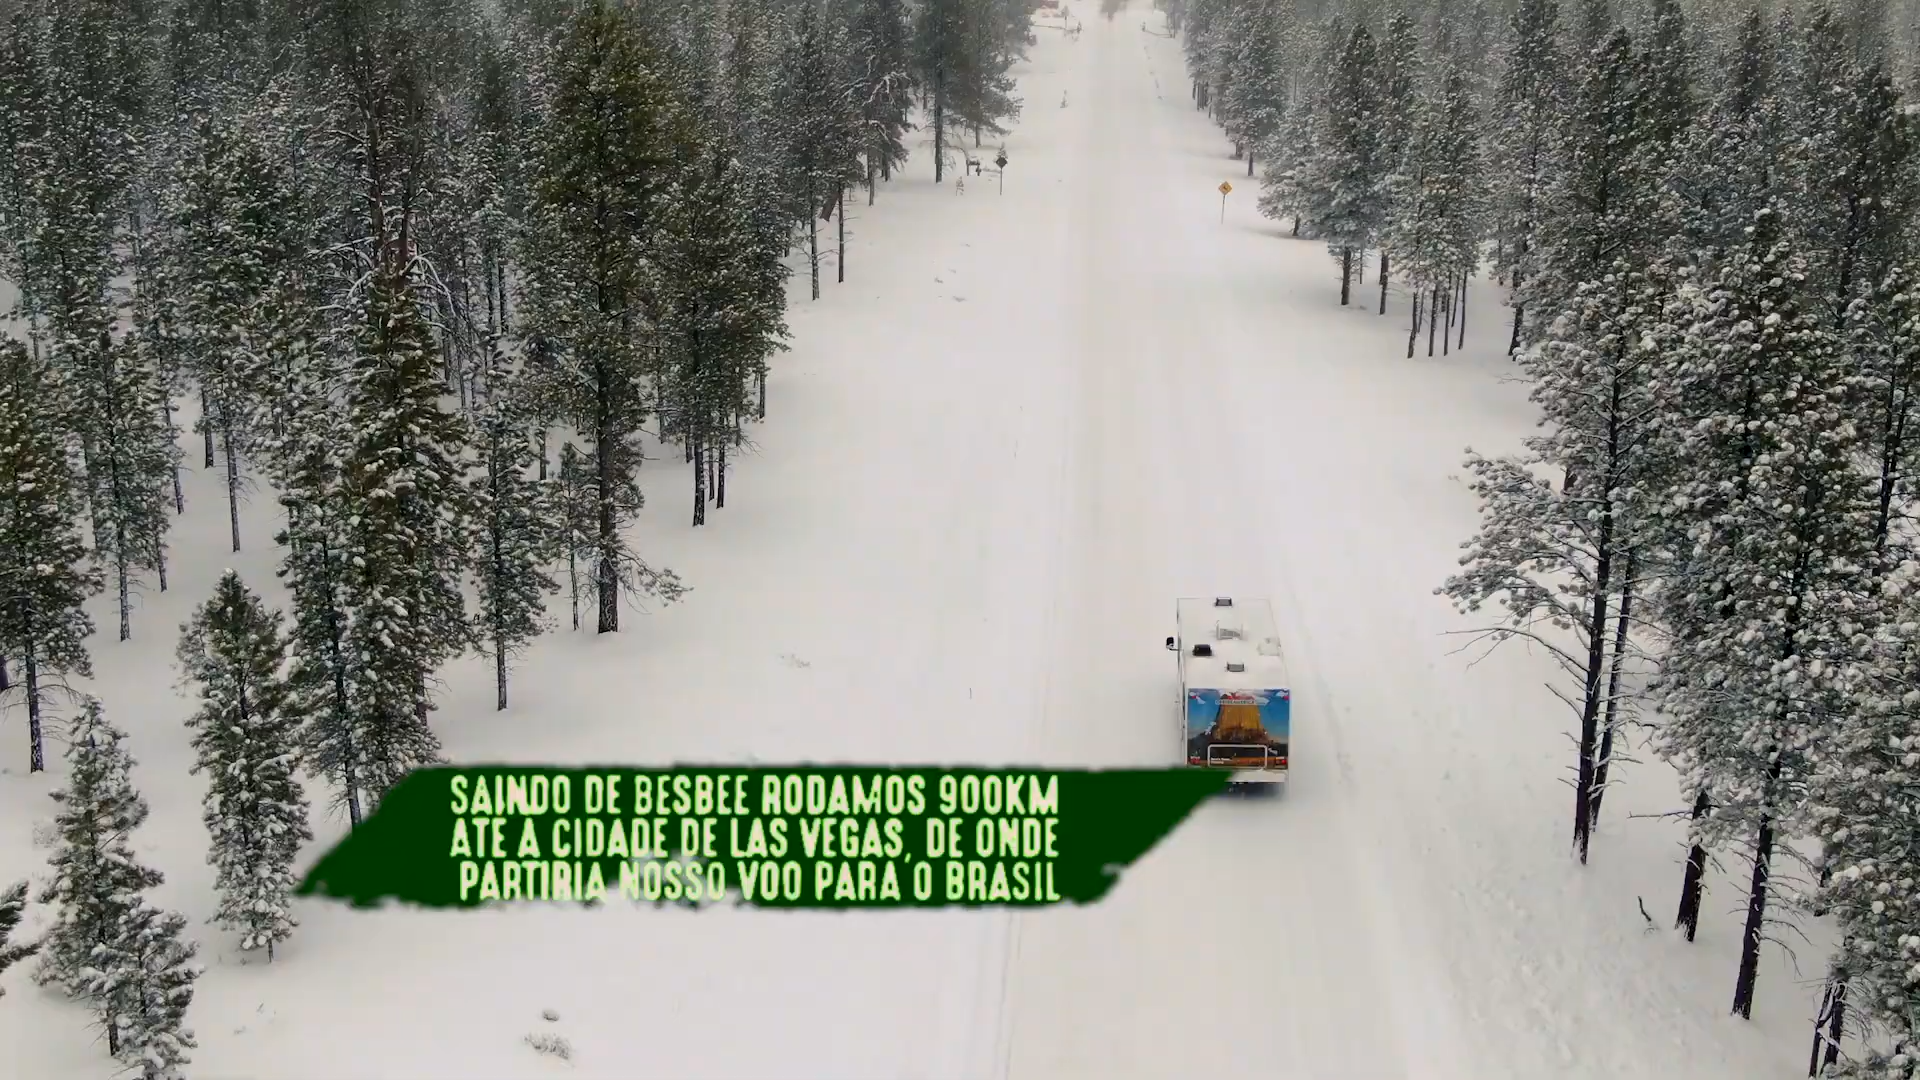 SAINDO DE BESBEE RODAMOS 900KM
ATE A CIDADE DE LAS VEGAS, DE ONDE
PARTIRIA NOSSO VOO PARA O BRASIL